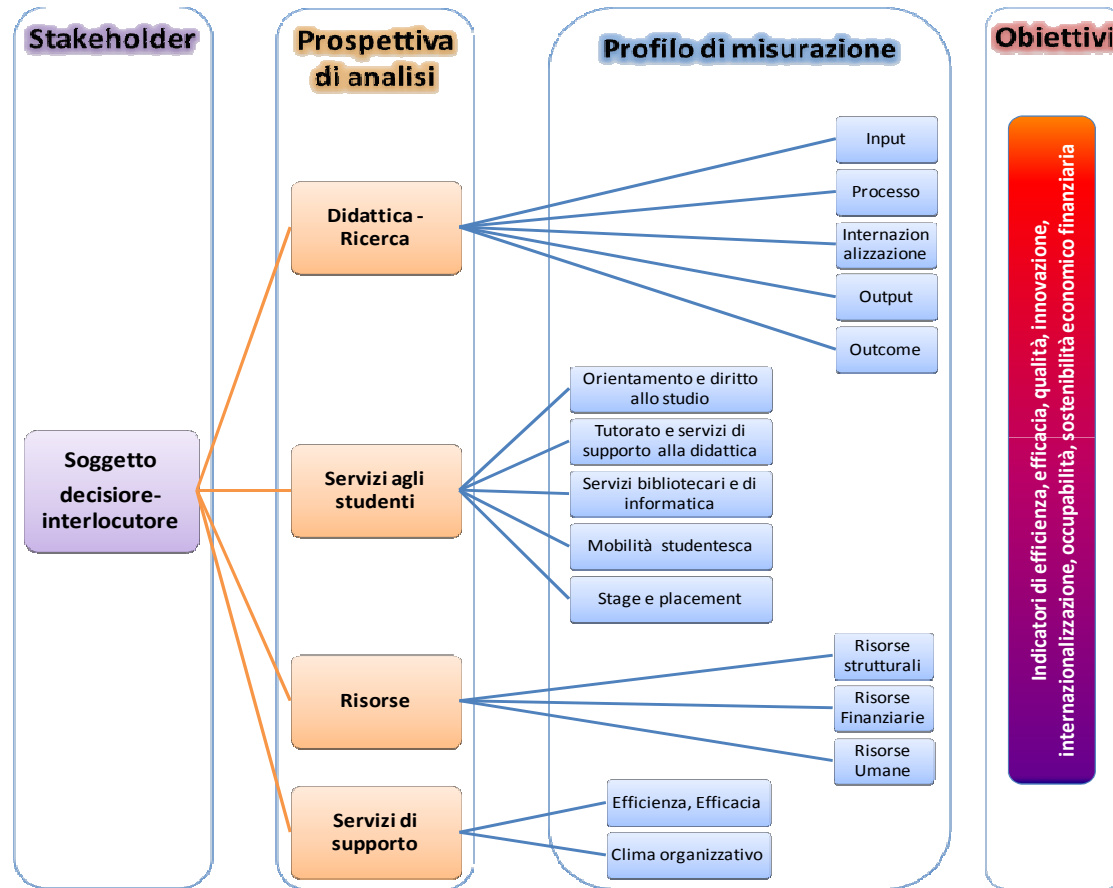 Stakeholder
Prospettiva
di analisi
Profilo di misurazione
Obiettivi
Soggetto
decisiore-
interlocutore
Didattica -
Ricerca
Input
Processo
Internazion
alizzazione
Output
Outcome
Servizi agli
studenti
Orientamento e diritto
allo studio
Tutorato e servizi di
supporto alla didattica
Servizi bibliotecari e di
informatica
Mobilità studentesca
Stage e placement
Risorse
Risorse
strutturali
Risorse
Finanziarie
Risorse
Umane
Servizi di
supporto
Efficienza, Efficacia
Clima organizzativo
Indicatori di efficienza, efficacia, qualità, innovazione,
internazionalizzazione, occupabilità, sostenibilità economico finanziaria